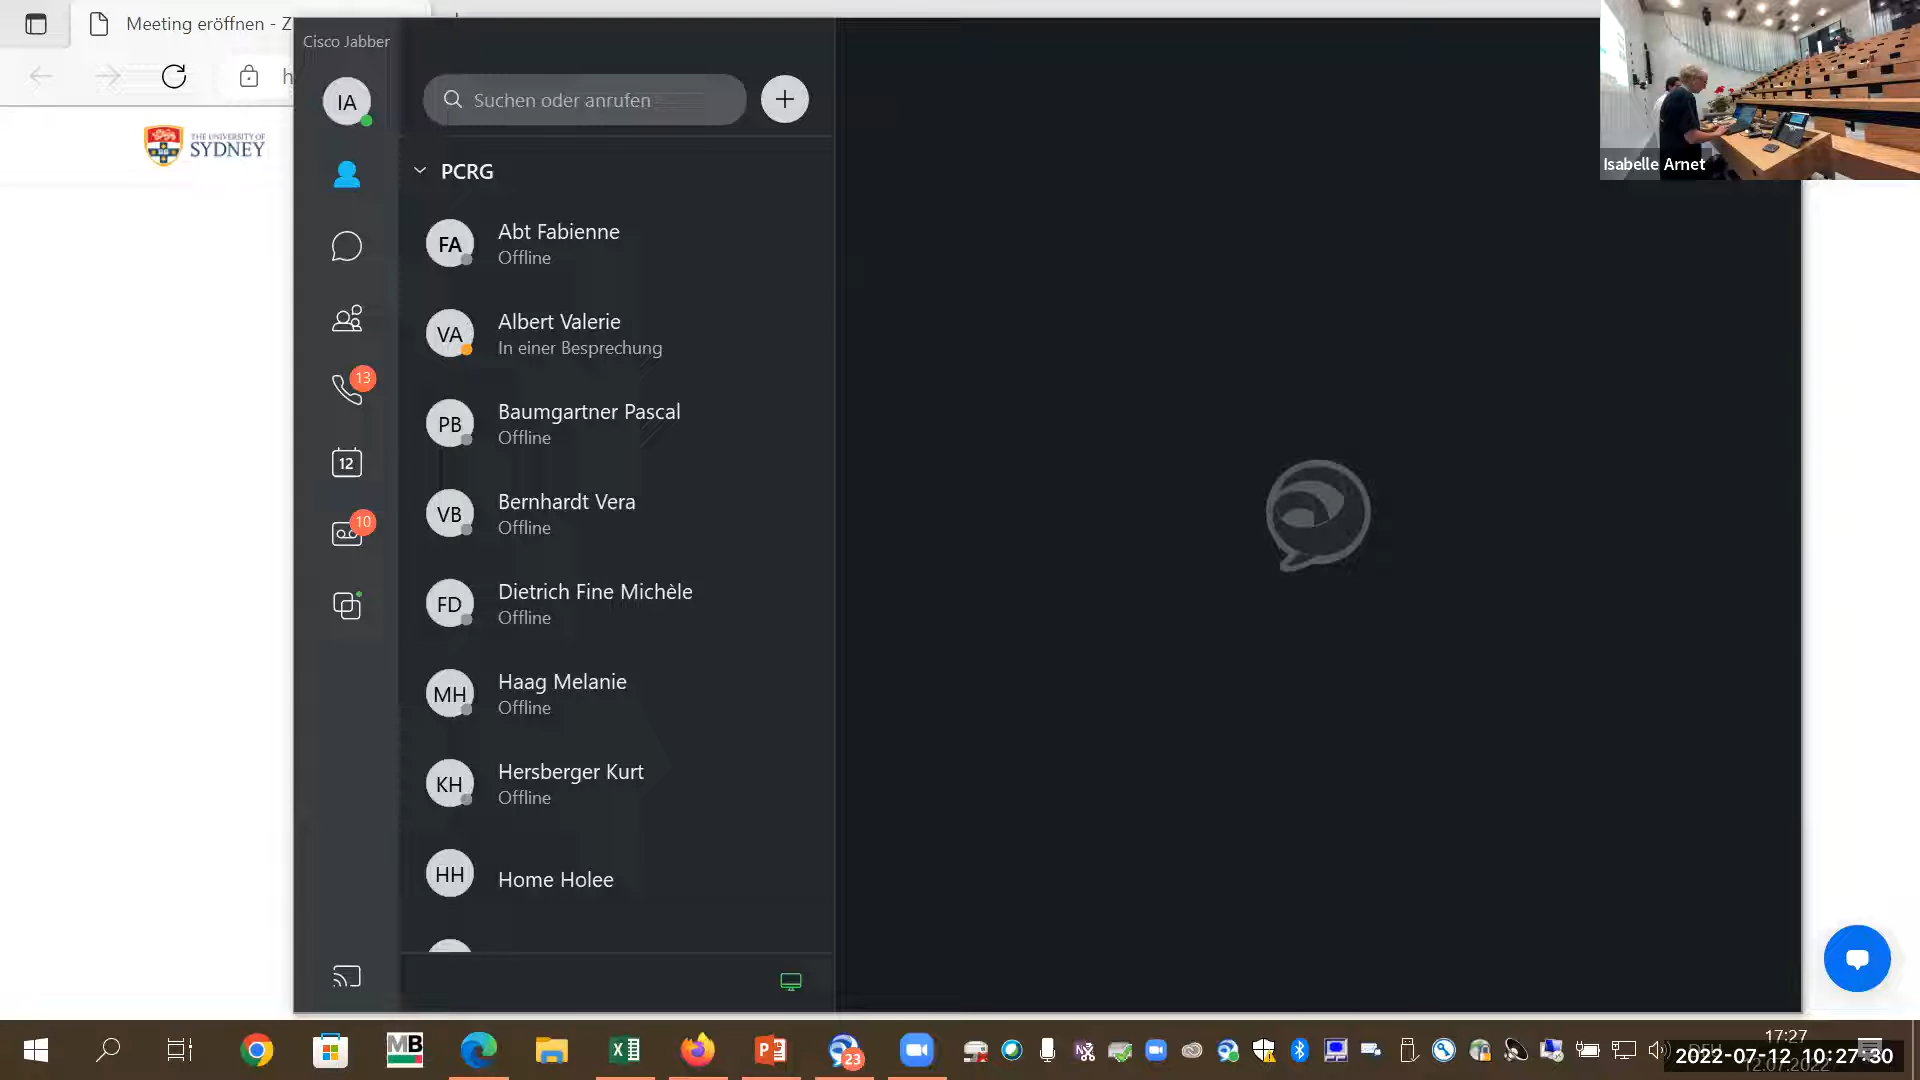 Meeting eröffnen - Z
Cisco Jabber
h
THE UNIVERSITY OF
SYDNEY
IA
Suchen oder anrufen
PCRG
FA
Abt Fabienne
Offline
VA
Albert Valerie
In einer Besprechung
13
PB
Baumgartner Pascal
Offline
12
VB
Bernhardt Vera
Offline
10
FD
Dietrich Fine Michèle
Offline
MH
Haag Melanie
Offline
KH
Hersberger Kurt
Offline
HH
Home Holee
Isabelle Arnet
MB
23
17:27
12.07.2022
2022-07-12 10:27:30